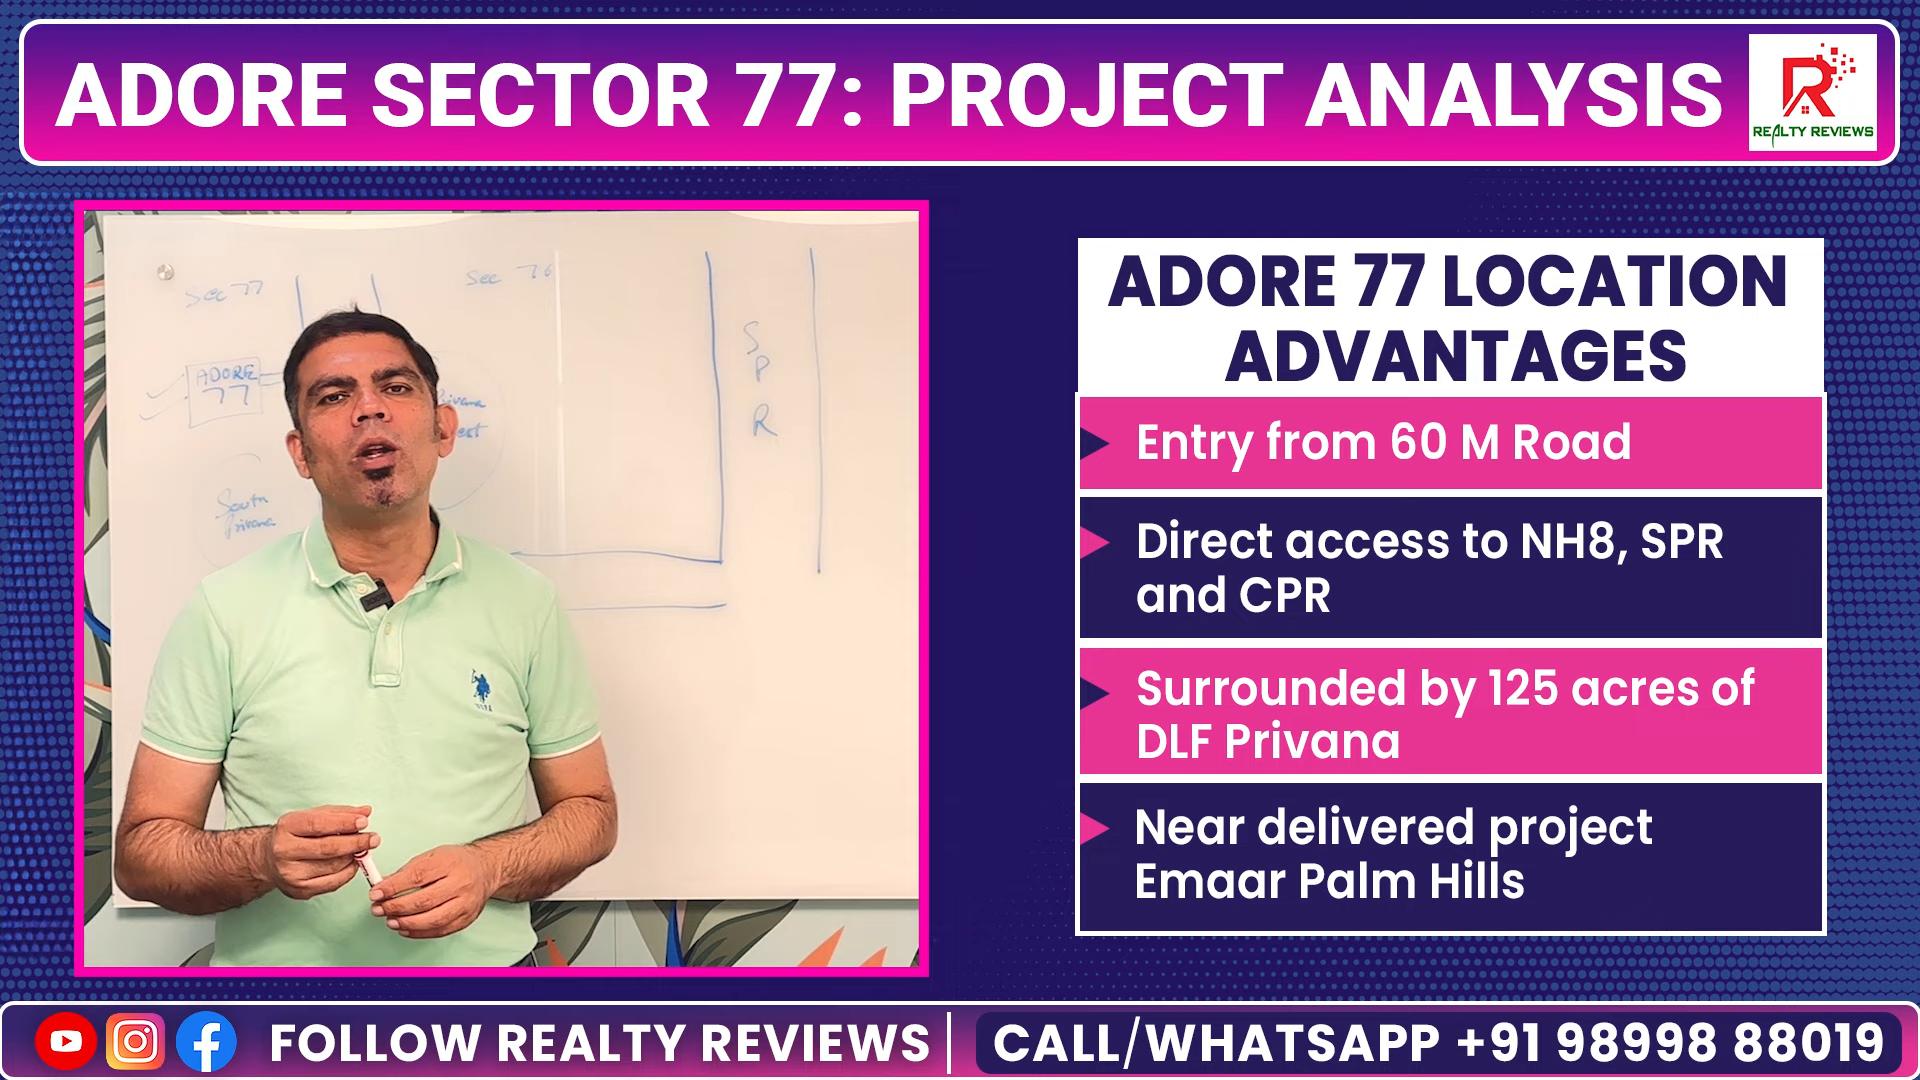 ADORE SECTOR 77: PROJECT ANALYSIS
REALTY REVIEWS
Sec 77
Sec 76
ADORE
77
South
S
P
R
ADORE 77 LOCATION
ADVANTAGES
Entry from 60 M Road
Direct access to NH8, SPR
and CPR
Surrounded by 125 acres of
DLF Privana
Near delivered project
Emaar Palm Hills
FOLLOW REALTY REVIEWS
CALL/WHATSAPP +91 98998 88019